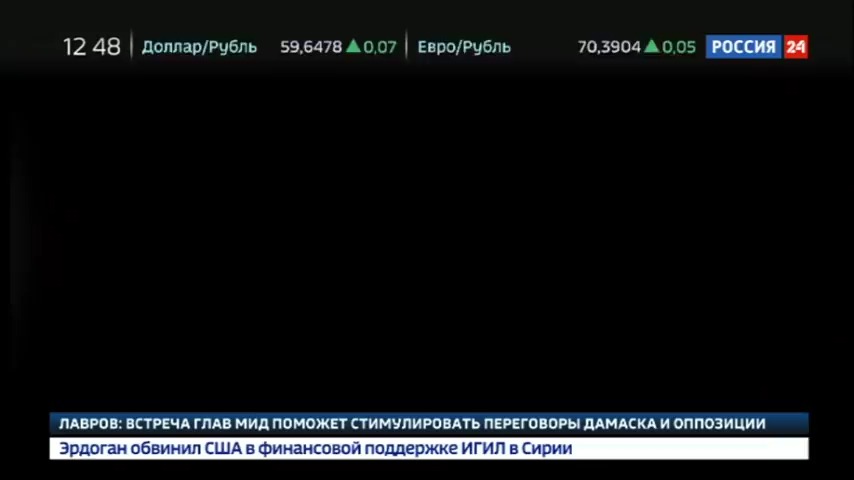 12 48 Доллар/Рубль 59,6478 ▲ 0,07 Евро/Рубль 70,3904 ▲ 0,05 РОССИЯ 24
ЛАВРОВ: ВСТРЕЧА ГЛАВ МИД ПОМОЖЕТ СТИМУЛИРОВАТЬ ПЕРЕГОВОРЫ ДАМАСКА И ОППОЗИЦИИ
Эрдоган обвинил США в финансовой поддержке ИГИЛ в Сирии